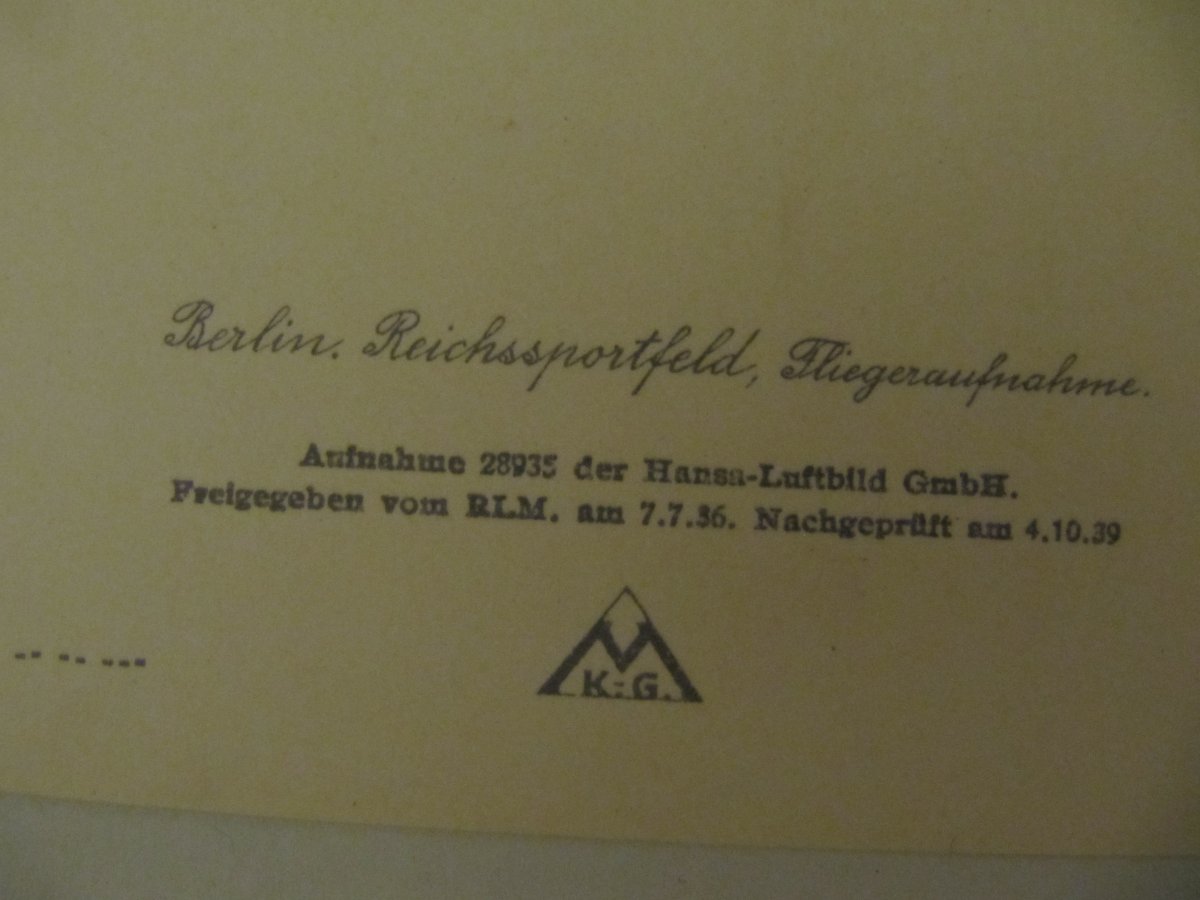 Berlin. Reichssportfeld, Fliegeraufnahme.
Aufnahme 28935 der Hansa-Luftbild GmbH.
Freigegeben vom RLM. am 7.7.36. Nachgeprüft am 4.10.39
M
K-G.